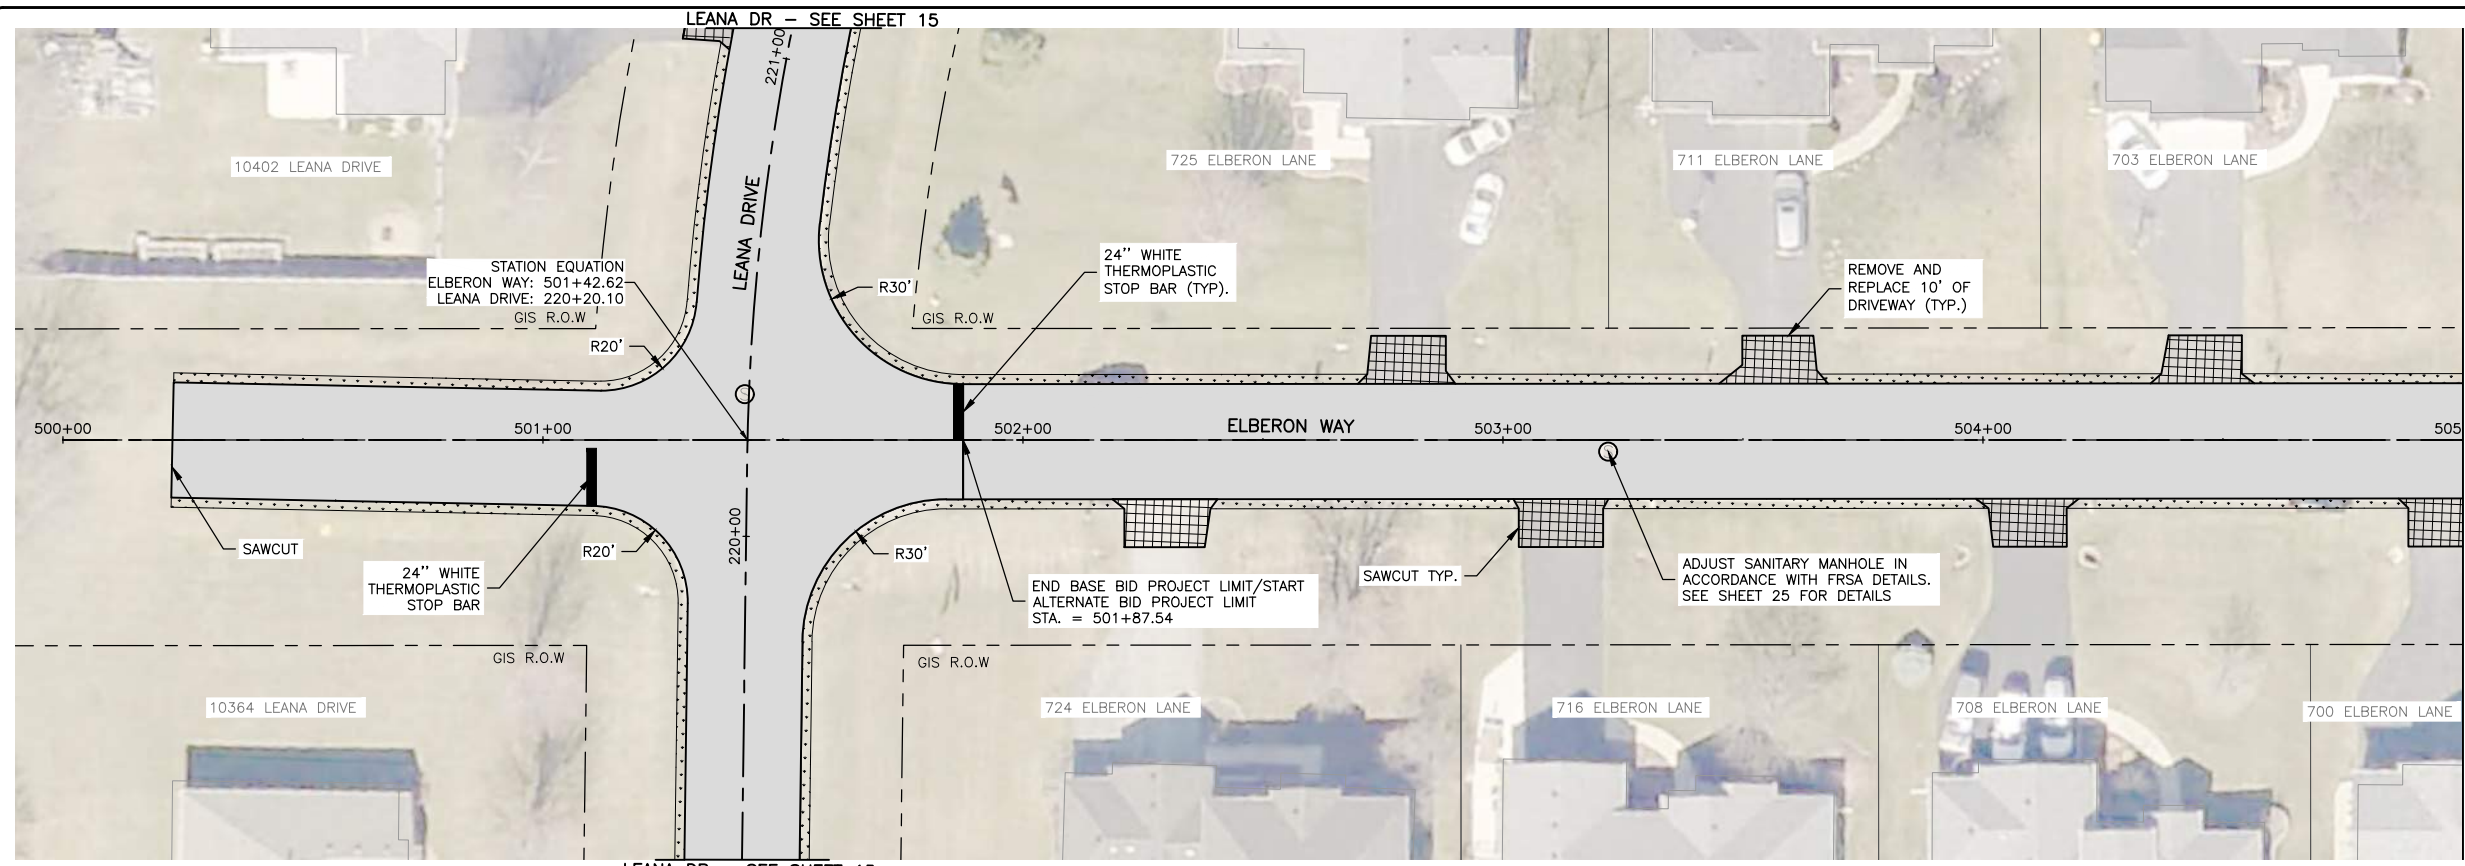 LEANA DR – SEE SHEET 15
221+00
10402 LEANA DRIVE
725 ELBERON LANE
711 ELBERON LANE
703 ELBERON LANE
LEANA DRIVE
STATION EQUATION
ELBERON WAY: 501+42.62
LEANA DRIVE: 220+20.10
GIS R.O.W
R30'
24'' WHITE
THERMOPLASTIC
STOP BAR (TYP).
REMOVE AND
REPLACE 10' OF
DRIVEWAY (TYP.)
GIS R.O.W
R20'
500+00
501+00
502+00
ELBERON WAY
503+00
504+00
505
220+00
SAWCUT
R20'
R30'
24'' WHITE
THERMOPLASTIC
STOP BAR
END BASE BID PROJECT LIMIT/START
ALTERNATE BID PROJECT LIMIT
STA. = 501+87.54
SAWCUT TYP.
ADJUST SANITARY MANHOLE IN
ACCORDANCE WITH FRSA DETAILS.
SEE SHEET 25 FOR DETAILS
GIS R.O.W
GIS R.O.W
10364 LEANA DRIVE
724 ELBERON LANE
716 ELBERON LANE
708 ELBERON LANE
700 ELBERON LANE
LEANA DR – SEE SHEET